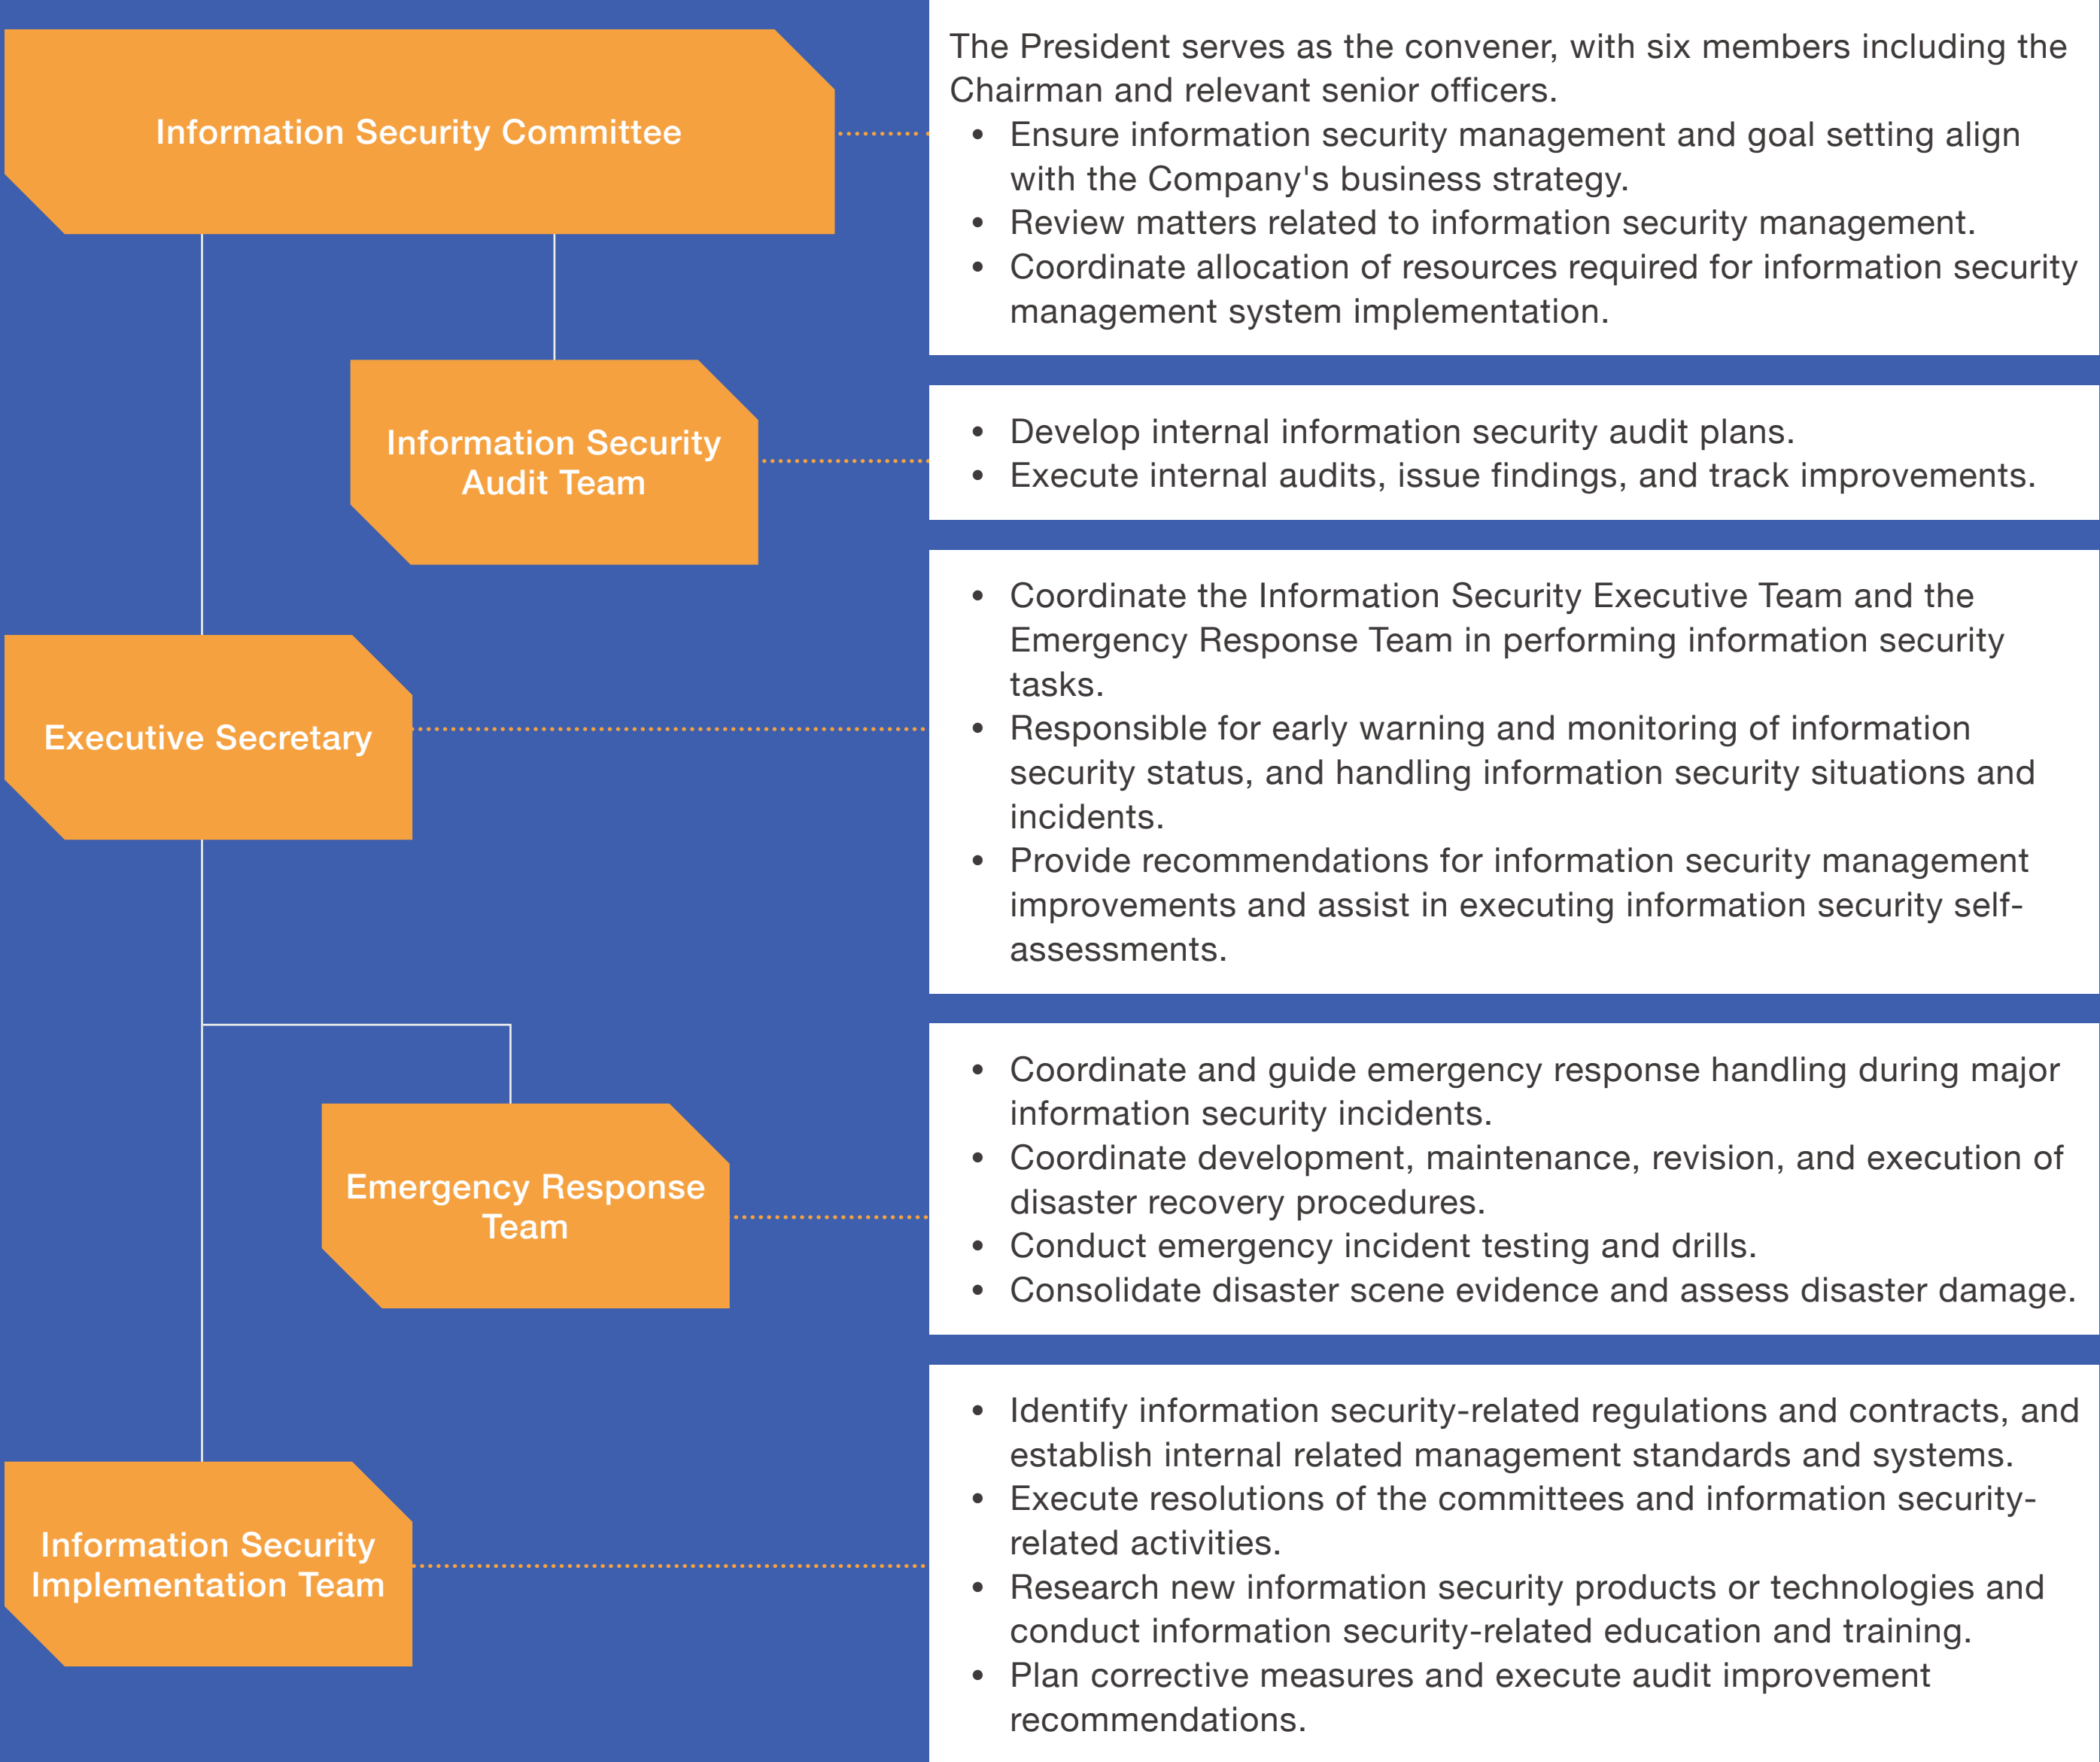 Information Security Committee
The President serves as the convener, with six members including the
Chairman and relevant senior officers.
• Ensure information security management and goal setting align
with the Company's business strategy.
• Review matters related to information security management.
• Coordinate allocation of resources required for information security
management system implementation.
Information Security
Audit Team
• Develop internal information security audit plans.
• Execute internal audits, issue findings, and track improvements.
Executive Secretary
• Coordinate the Information Security Executive Team and the
Emergency Response Team in performing information security
tasks.
• Responsible for early warning and monitoring of information
security status, and handling information security situations and
incidents.
• Provide recommendations for information security management
improvements and assist in executing information security self-
assessments.
Emergency Response
Team
• Coordinate and guide emergency response handling during major
information security incidents.
• Coordinate development, maintenance, revision, and execution of
disaster recovery procedures.
• Conduct emergency incident testing and drills.
• Consolidate disaster scene evidence and assess disaster damage.
Information Security
Implementation Team
• Identify information security-related regulations and contracts, and
establish internal related management standards and systems.
• Execute resolutions of the committees and information security-
related activities.
• Research new information security products or technologies and
conduct information security-related education and training.
• Plan corrective measures and execute audit improvement
recommendations.